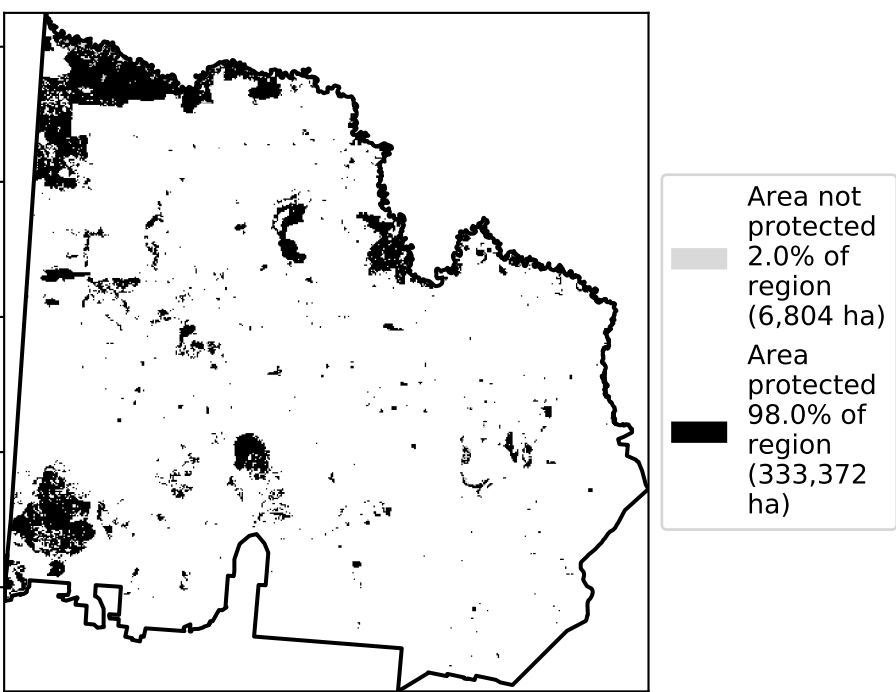 Area not
protected
2.0% of
region
(6,804 ha)
Area
protected
98.0% of
region
(333,372
ha)